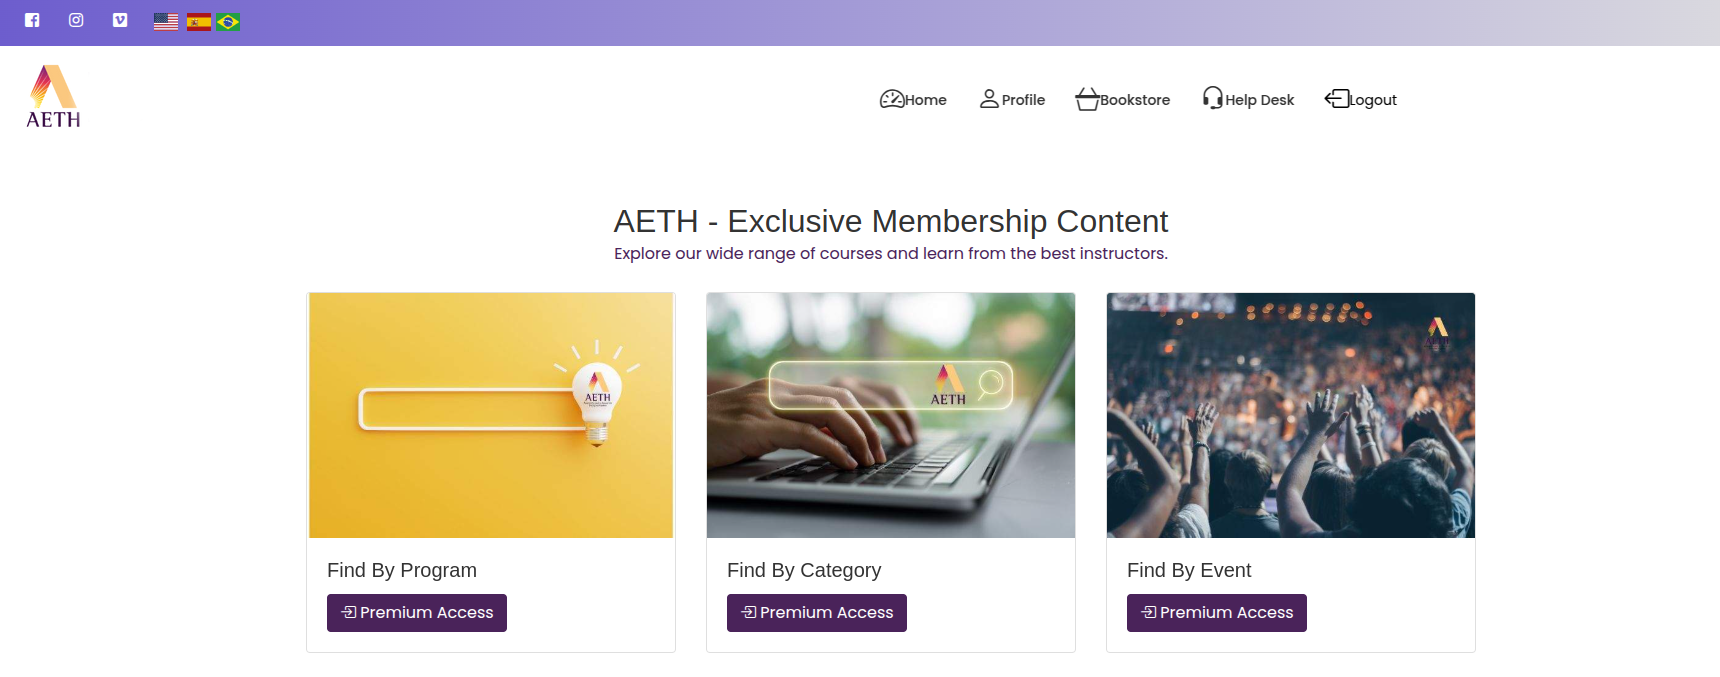 AETH
Home
Profile
Bookstore
Help Desk
Logout
AETH - Exclusive Membership Content
Explore our wide range of courses and learn from the best instructors.
AETH
AETH
AETH
Find By Program
Find By Category
Find By Event
Premium Access
Premium Access
Premium Access